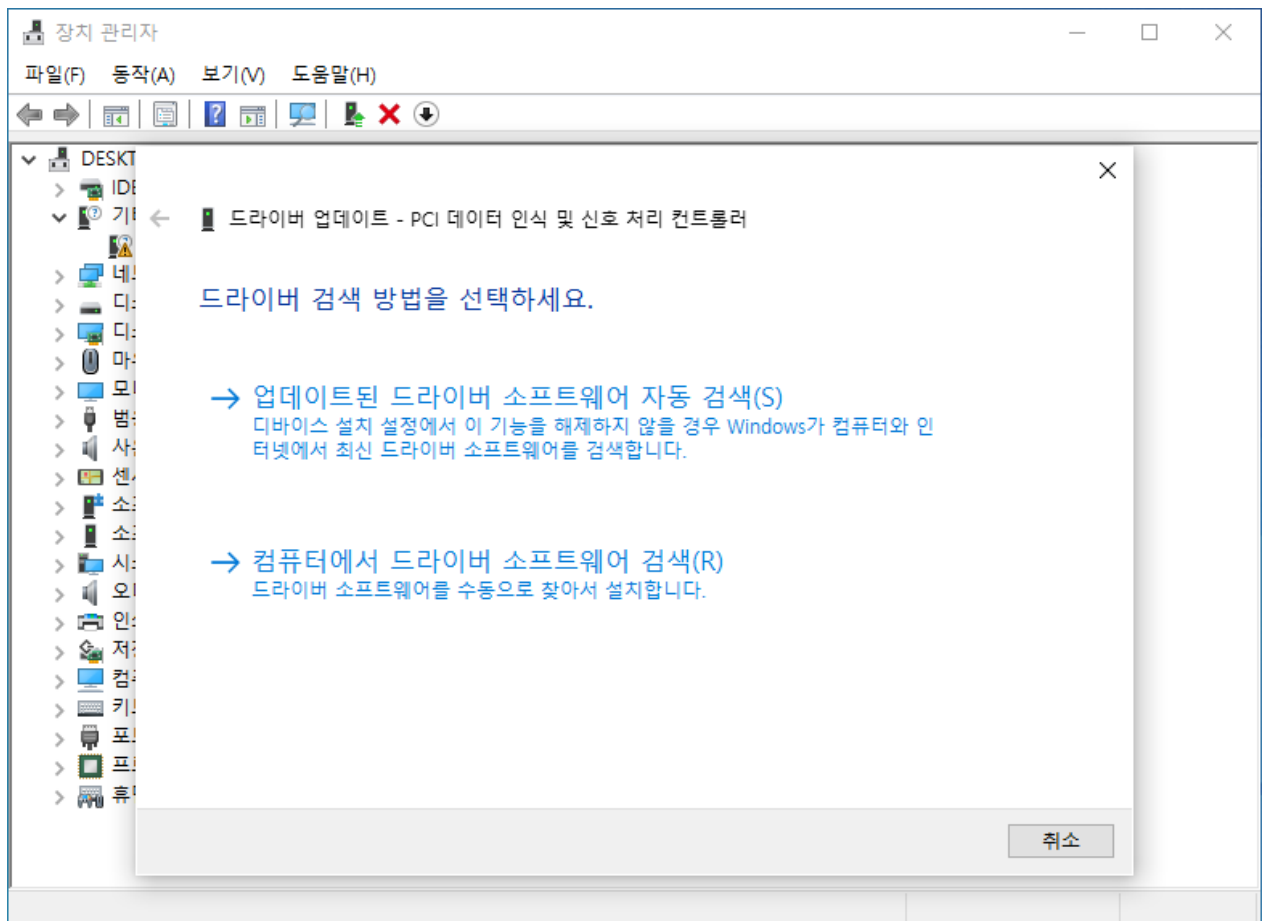 장치 관리자
파일(F) 동작(A) 보기(V) 도움말(H)
DESKT
드라이버 업데이트 - PCI 데이터 인식 및 신호 처리 컨트롤러
드라이버 검색 방법을 선택하세요.
→ 업데이트된 드라이버 소프트웨어 자동 검색(S)
디바이스 설치 설정에서 이 기능을 해제하지 않을 경우 Windows가 컴퓨터와 인
터넷에서 최신 드라이버 소프트웨어를 검색합니다.
→ 컴퓨터에서 드라이버 소프트웨어 검색(R)
드라이버 소프트웨어를 수동으로 찾아서 설치합니다.
취소